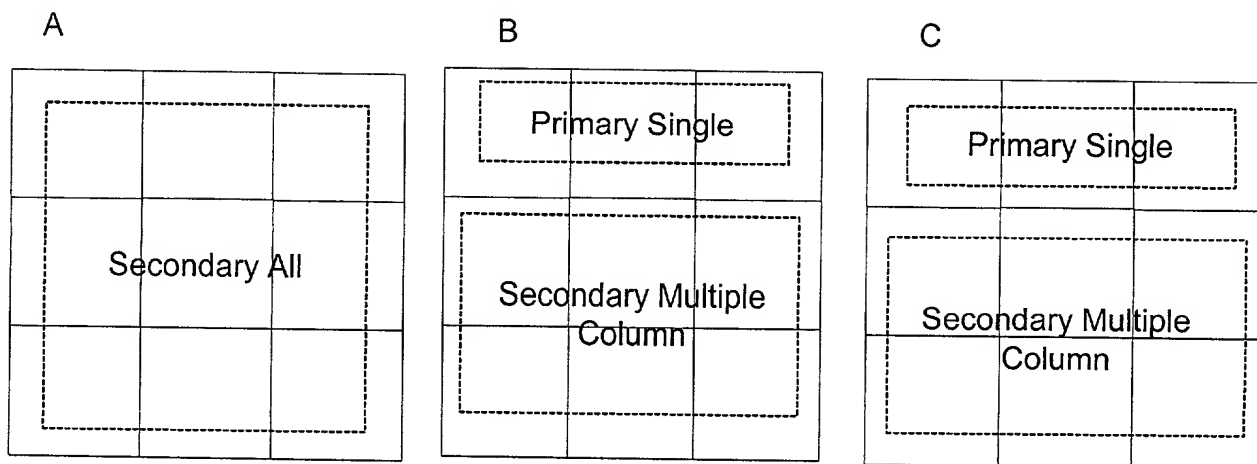 A
Secondary All
B
Primary Single
Secondary Multiple
Column
C
Primary Single
Secondary Multiple
Column